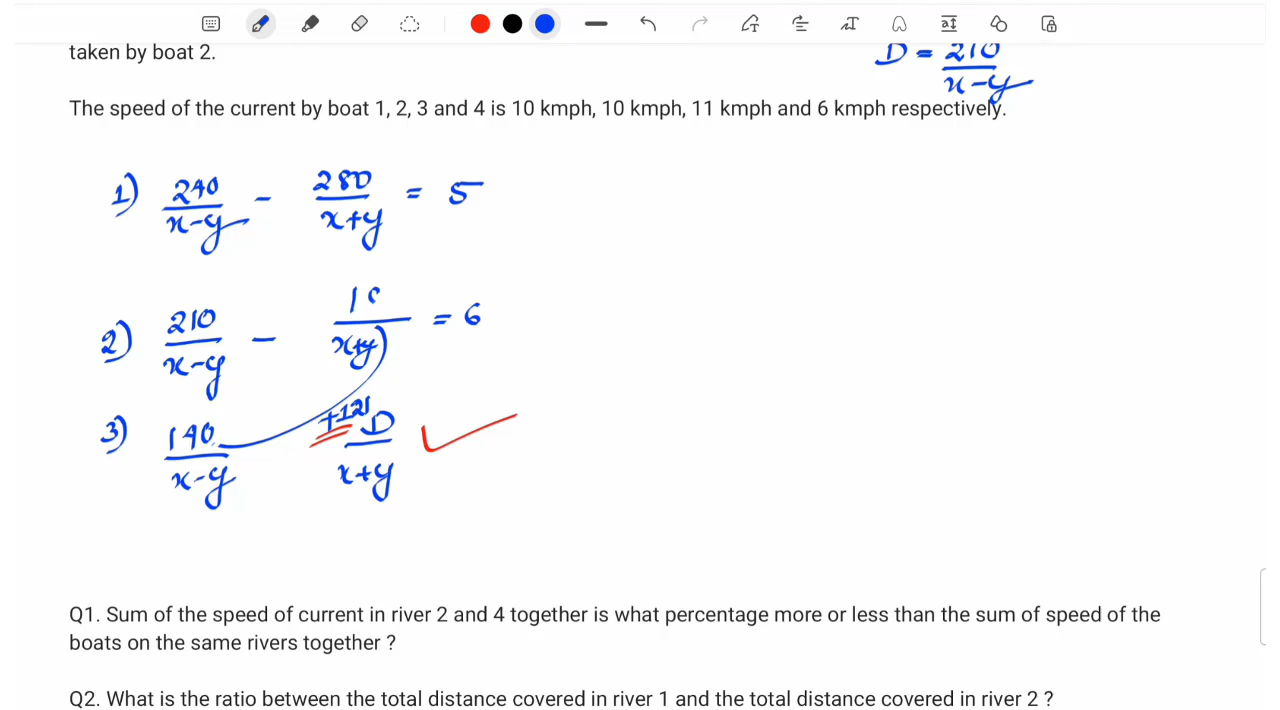 taken by boat 2.
D = 210
x-y
The speed of the current by boat 1, 2, 3 and 4 is 10 kmph, 10 kmph, 11 kmph and 6 kmph respectively.
1) 240/x-y - 280/x+y = 5
2) 210/x-y - 10/x+y = 6
3) 140/x-y +121 D/x+y
Q1. Sum of the speed of current in river 2 and 4 together is what percentage more or less than the sum of speed of the
boats on the same rivers together ?
Q2. What is the ratio between the total distance covered in river 1 and the total distance covered in river 2 ?